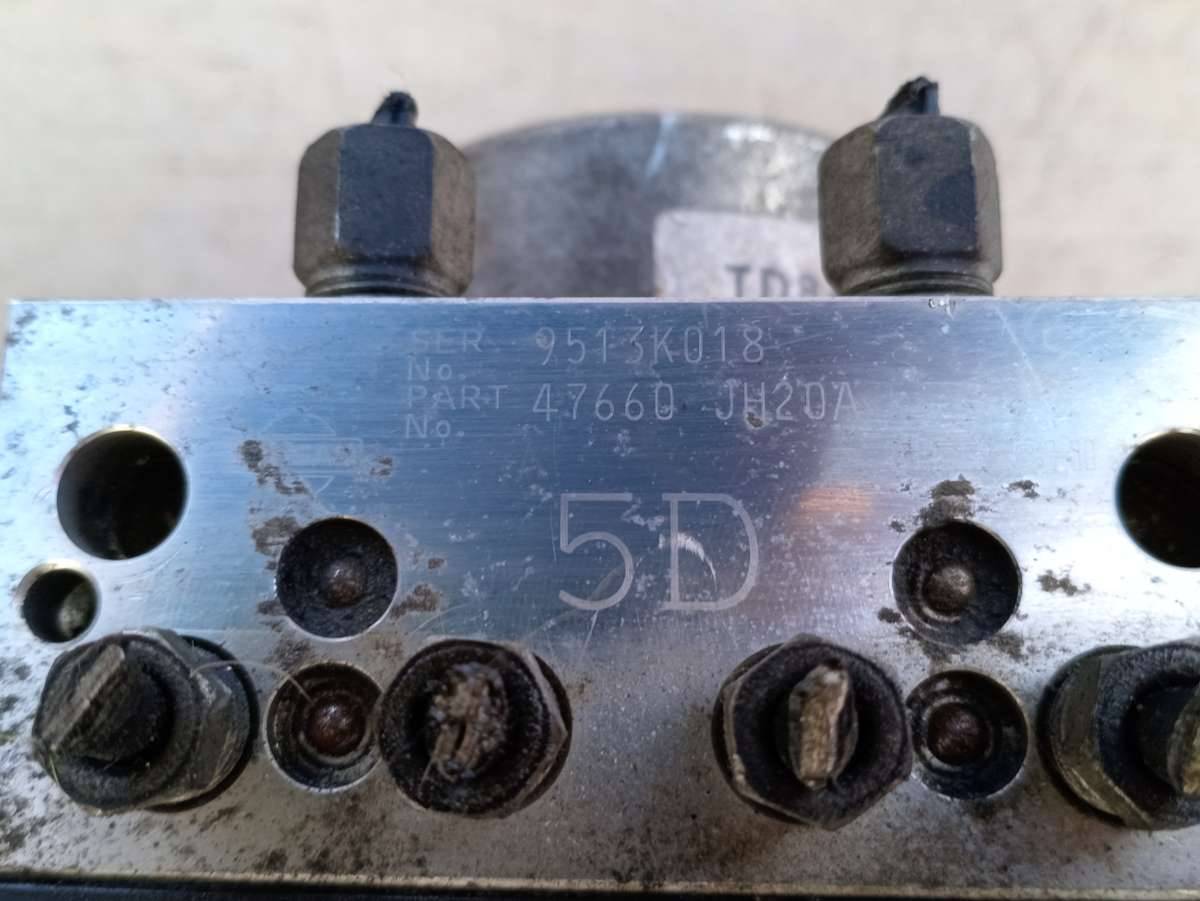 SER 9513K018
No.
PART 47660 JH20A
No.
5D